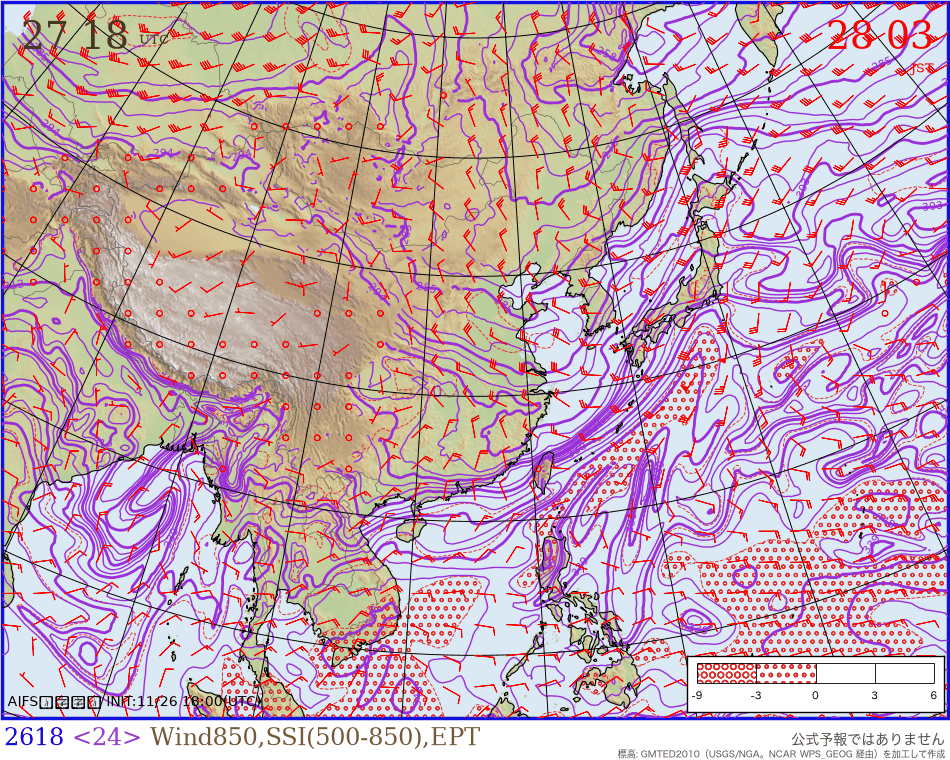 27 18 UTC
28 03
JST
AIFS / INIT:11/26 18:00(UTC)
-9 -3 0 3 6
2618 <24> Wind850,SSI(500-850),EPT
公式予報ではありません
標高: GMTED2010（USGS/NGA。NCAR WPS_GEOG 経由）を加工して作成